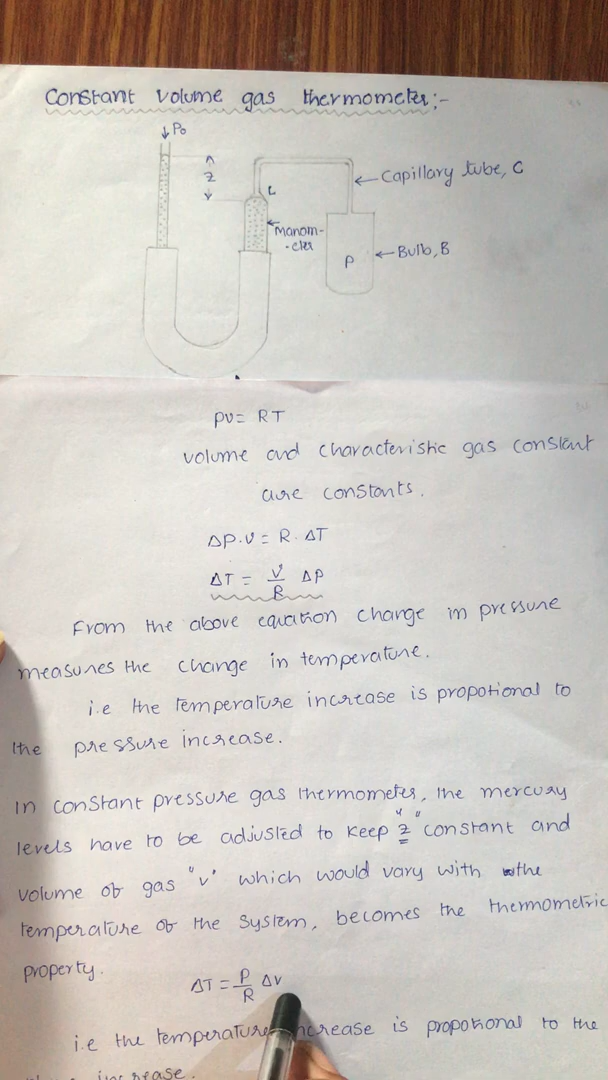 Constant volume gas thermometer:-
↓ Po
Z
L
←Capillary tube, C
←Manom-
-eter
P
←Bulb, B
PV= RT
volume and characteristic gas constant
are constants.
ΔP.V = R. ΔT
ΔT = V/R ΔP
From the above equation change in pressure
measures the change in temperature.
i.e the temperature increase is propotional to
the pressure increase.
In constant pressure gas thermometer, the mercury
levels have to be adjusted to keep "z" constant and
volume of gas "v" which would vary with the
temperature of the system, becomes the thermometric
property.
ΔT = P/R ΔV
i.e the temperature increase is propotional to the
increase.